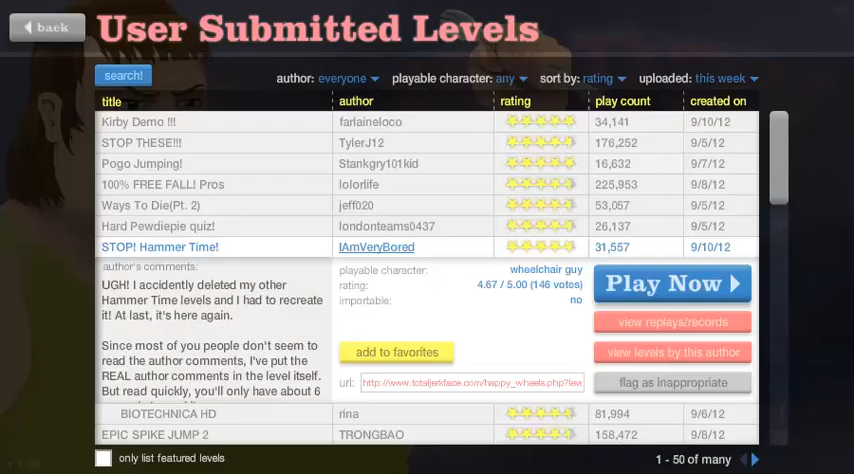 back
User Submitted Levels
search!
author: everyone playable character: any sort by: rating uploaded: this week
title author rating play count created on
Kirby Demo !!! farlaineloco 34,141 9/10/12
STOP THESE!!! TylerJ12 176,252 9/5/12
Pogo Jumping! Stankgry101kid 16,632 9/7/12
100% FREE FALL! Pros lolorlife 225,953 9/8/12
Ways To Die(Pt. 2) jeff020 53,057 9/5/12
Hard Pewdiepie quiz! londonteams0437 26,137 9/5/12
STOP! Hammer Time! IAmVeryBored 31,557 9/10/12
author's comments:
UGH! I accidently deleted my other
Hammer Time levels and I had to recreate
it! At last, it's here again.
Since most of you people don't seem to
read the author comments, I've put the
REAL author comments in the level itself.
But read quickly, you'll only have about 6
playable character: wheelchair guy
rating: 4.67 / 5.00 (146 votes)
importable: no
add to favorites
url: http://www.totaljerkface.com/happy_wheels.php?leve
Play Now
view replays/records
view levels by this author
flag as inappropriate
BIOTECHNICA HD rina 81,994 9/6/12
EPIC SPIKE JUMP 2 TRONGBAO 158,472 9/8/12
only list featured levels
1 - 50 of many